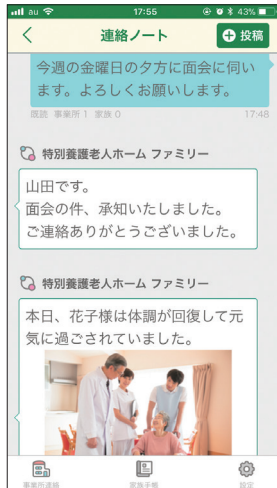 au 17:55 43%
連絡ノート
投稿
今週の金曜日の夕方に面会に伺い
ます。よろしくお願いします。
既読 事業所 1 家族 0 17:48
特別養護老人ホーム ファミリー
山田です。
面会の件、承知いたしました。
ご連絡ありがとうございました。
特別養護老人ホーム ファミリー
本日、花子様は体調が回復して元
気に過ごされていました。
事業所連絡 家族手帳 設定